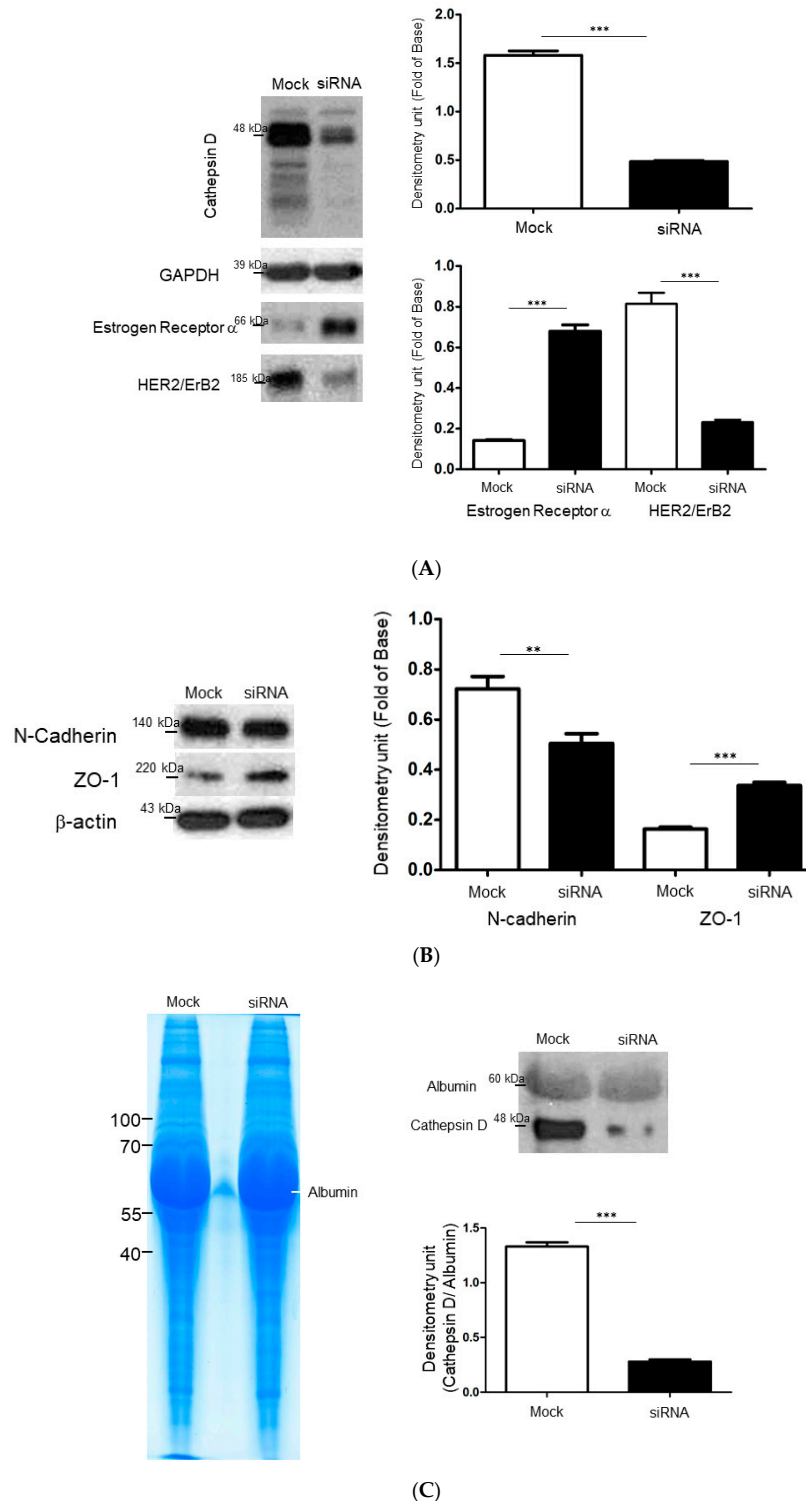 Mock siRNA
48 kDa
Cathepsin D
39 kDa
GAPDH
66 kDa
Estrogen Receptor α
185 kDa
HER2/ErB2
Densitometry unit (Fold of Base)
2.0
1.5
1.0
0.5
0.0
***
Mock siRNA
Densitometry unit (Fold of Base)
1.0
0.8
0.6
0.4
0.2
0.0
*** ***
Mock siRNA Mock siRNA
Estrogen Receptor α HER2/ErB2
(A)
Mock siRNA
N-Cadherin 140 kDa
ZO-1 220 kDa
β-actin 43 kDa
Densitometry unit (Fold of Base)
1.0
0.8
0.6
0.4
0.2
0.0
** ***
Mock siRNA Mock siRNA
N-cadherin ZO-1
(B)
Mock siRNA
100
70
Albumin
55
40
Mock siRNA
Albumin 60 kDa
Cathepsin D 48 kDa
Densitometry unit
(Cathepsin D/ Albumin)
1.5
1.0
0.5
0.0
***
Mock siRNA
(C)